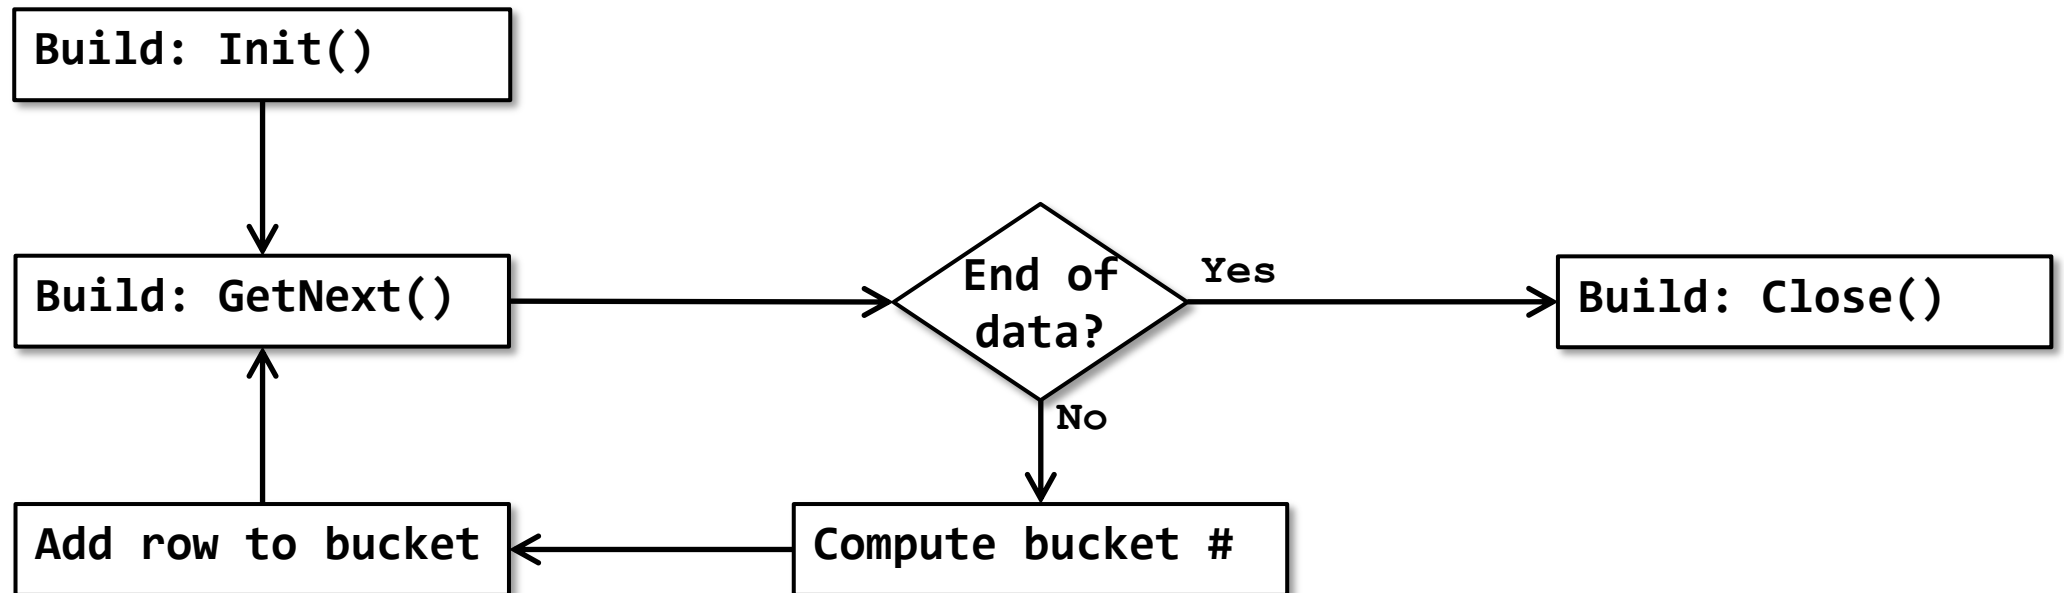 Build: Init()
Build: GetNext()
End of
data?
Yes
Build: Close()
No
Add row to bucket
Compute bucket #